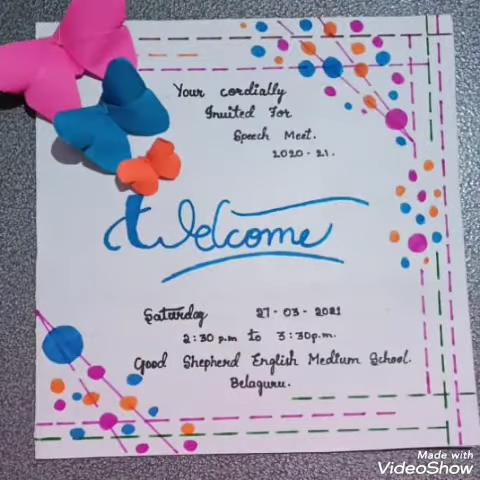 Your cordially
Invited For
Speech Meet.
2020-21.
Welcome
Saturday 27-03-2021
2:30 p.m to 3:30p.m.
Good Shepherd English Medium School.
Belaguru.
Made with
VideoShow